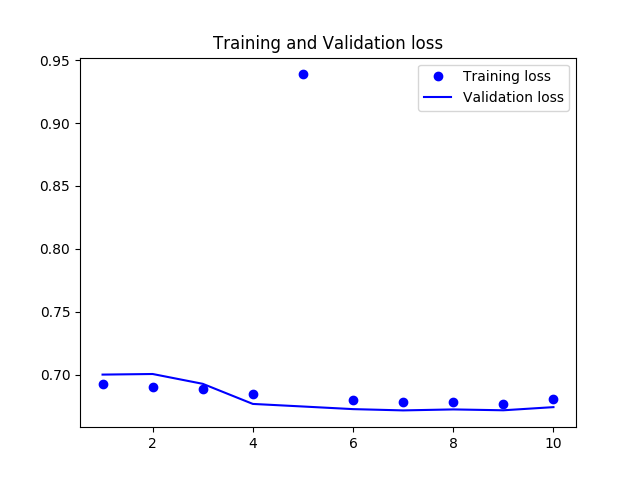 Training and Validation loss
0.95
0.90
0.85
0.80
0.75
0.70
Training loss
Validation loss
2 4 6 8 10